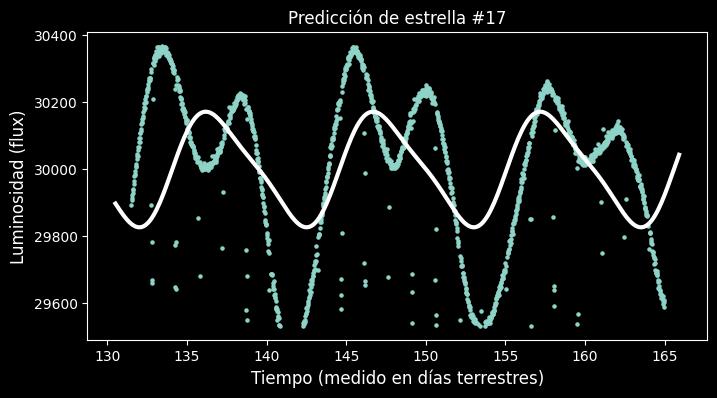 Predicción de estrella #17
Luminosidad (flux)
30400
30200
30000
29800
29600
130 135 140 145 150 155 160 165
Tiempo (medido en días terrestres)